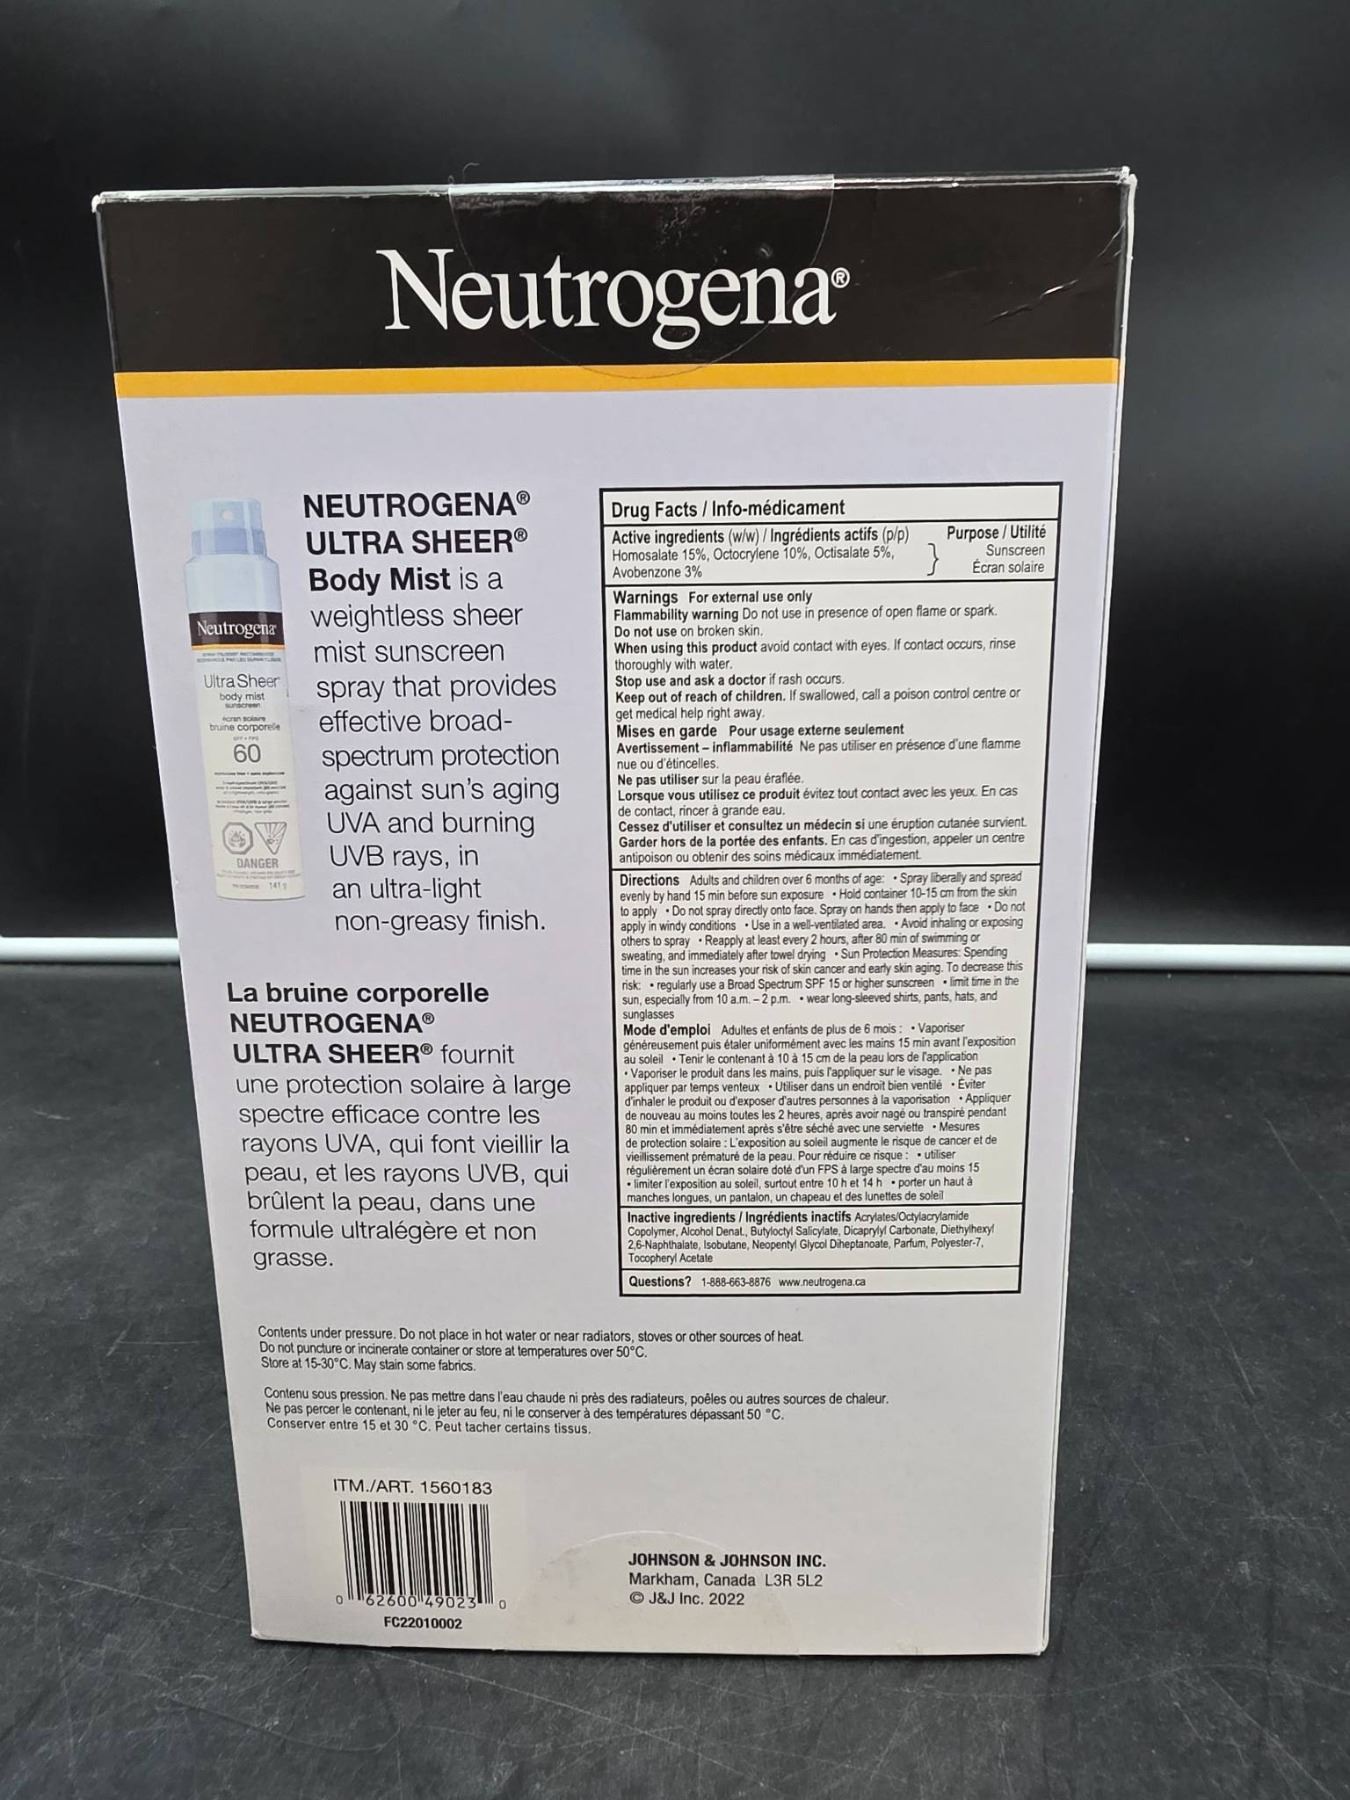 Neutrogena®
NEUTROGENA®
ULTRA SHEER®
Body Mist is a
weightless sheer
mist sunscreen
spray that provides
effective broad-
spectrum protection
against sun's aging
UVA and burning
UVB rays, in
an ultra-light
non-greasy finish.
Neutrogena
Ultra Sheer
body mist
sunscreen
écran solaire
bruine corporelle
60
DANGER
141 g
La bruine corporelle
NEUTROGENA®
ULTRA SHEER® fournit
une protection solaire à large
spectre efficace contre les
rayons UVA, qui font vieillir la
peau, et les rayons UVB, qui
brûlent la peau, dans une
formule ultralégère et non
grasse.
Drug Facts / Info-médicament
Active ingredients (w/w) / Ingrédients actifs (p/p) Purpose / Utilité
Homosalate 15%, Octocrylene 10%, Octisalate 5%, } Sunscreen
Avobenzone 3% Écran solaire
Warnings For external use only
Flammability warning Do not use in presence of open flame or spark.
Do not use on broken skin.
When using this product avoid contact with eyes. If contact occurs, rinse
thoroughly with water.
Stop use and ask a doctor if rash occurs.
Keep out of reach of children. If swallowed, call a poison control centre or
get medical help right away.
Mises en garde Pour usage externe seulement
Avertissement – inflammabilité Ne pas utiliser en présence d'une flamme
nue ou d'étincelles.
Ne pas utiliser sur la peau éraflée.
Lorsque vous utilisez ce produit évitez tout contact avec les yeux. En cas
de contact, rincer à grande eau.
Cessez d'utiliser et consultez un médecin si une éruption cutanée survient.
Garder hors de la portée des enfants. En cas d'ingestion, appeler un centre
antipoison ou obtenir des soins médicaux immédiatement.
Directions Adults and children over 6 months of age: • Spray liberally and spread
evenly by hand 15 min before sun exposure • Hold container 10-15 cm from the skin
to apply • Do not spray directly onto face. Spray on hands then apply to face • Do not
apply in windy conditions • Use in a well-ventilated area. • Avoid inhaling or exposing
others to spray • Reapply at least every 2 hours, after 80 min of swimming or
sweating, and immediately after towel drying • Sun Protection Measures: Spending
time in the sun increases your risk of skin cancer and early skin aging. To decrease this
risk: • regularly use a Broad Spectrum SPF 15 or higher sunscreen • limit time in the
sun, especially from 10 a.m. – 2 p.m. • wear long-sleeved shirts, pants, hats, and
sunglasses
Mode d'emploi Adultes et enfants de plus de 6 mois : • Vaporiser
généreusement puis étaler uniformément avec les mains 15 min avant l'exposition
au soleil • Tenir le contenant à 10 à 15 cm de la peau lors de l'application
• Vaporiser le produit dans les mains, puis l'appliquer sur le visage. • Ne pas
appliquer par temps venteux • Utiliser dans un endroit bien ventilé • Éviter
d'inhaler le produit ou d'exposer d'autres personnes à la vaporisation • Appliquer
de nouveau au moins toutes les 2 heures, après avoir nagé ou transpiré pendant
80 min et immédiatement après s'être séché avec une serviette • Mesures
de protection solaire : L'exposition au soleil augmente le risque de cancer et de
vieillissement prématuré de la peau. Pour réduire ce risque : • utiliser
régulièrement un écran solaire doté d'un FPS à large spectre d'au moins 15
• limiter l'exposition au soleil, surtout entre 10 h et 14 h • porter un haut à
manches longues, un pantalon, un chapeau et des lunettes de soleil
Inactive ingredients / Ingrédients inactifs Acrylates/Octylacrylamide
Copolymer, Alcohol Denat., Butyloctyl Salicylate, Dicaprylyl Carbonate, Diethylhexyl
2,6-Naphthalate, Isobutane, Neopentyl Glycol Diheptanoate, Parfum, Polyester-7,
Tocopheryl Acetate
Questions? 1-888-663-8876 www.neutrogena.ca
Contents under pressure. Do not place in hot water or near radiators, stoves or other sources of heat.
Do not puncture or incinerate container or store at temperatures over 50°C.
Store at 15-30°C. May stain some fabrics.
Contenu sous pression. Ne pas mettre dans l'eau chaude ni près des radiateurs, poêles ou autres sources de chaleur.
Ne pas percer le contenant, ni le jeter au feu, ni le conserver à des températures dépassant 50 °C.
Conserver entre 15 et 30 °C. Peut tacher certains tissus.
ITM./ART. 1560183
0 62600 49023 0
FC22010002
JOHNSON & JOHNSON INC.
Markham, Canada L3R 5L2
© J&J Inc. 2022